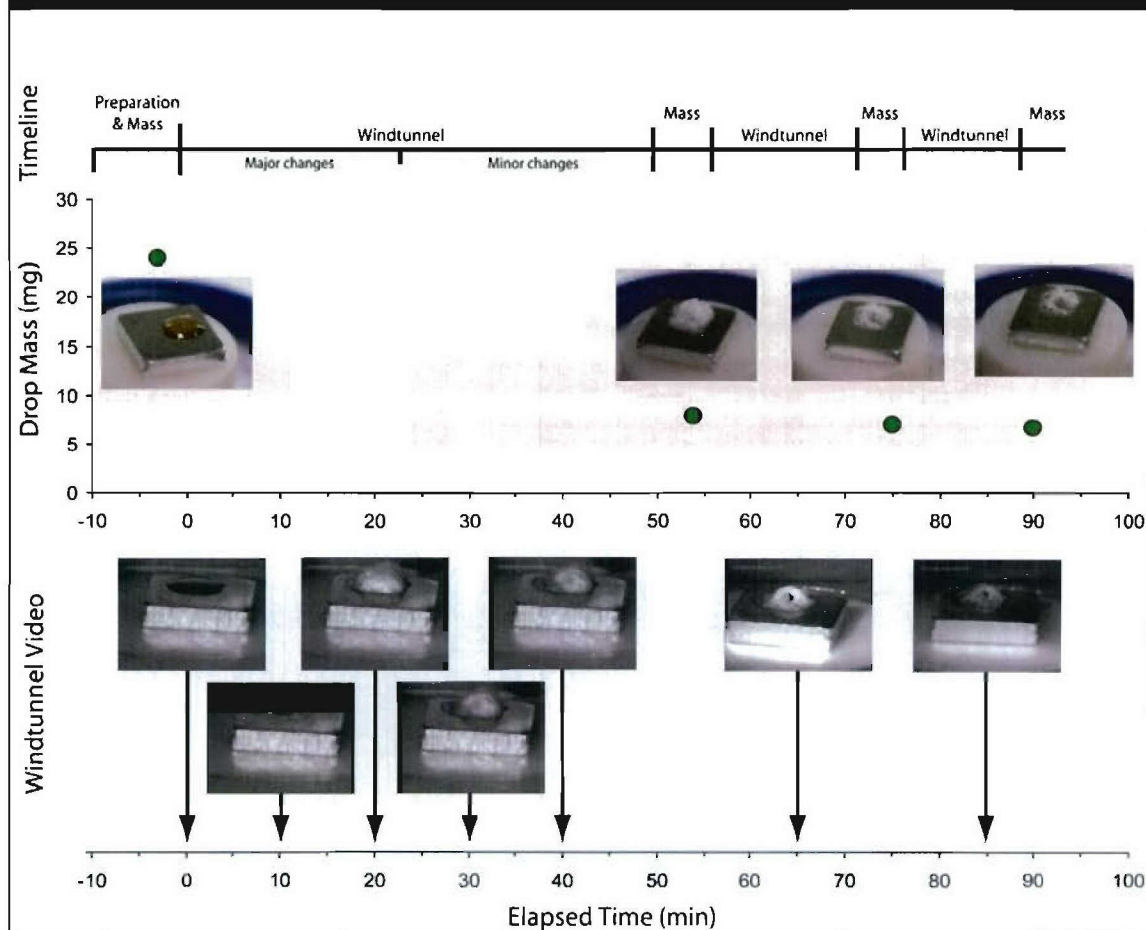 Timeline
Preparation
& Mass
Windtunnel
Major changes
Minor changes
Mass
Windtunnel
Mass
Windtunnel
Mass
Drop Mass (mg)
30
25
20
15
10
5
0
-10 0 10 20 30 40 50 60 70 80 90 100
Windtunnel Video
-10 0 10 20 30 40 50 60 70 80 90 100
Elapsed Time (min)